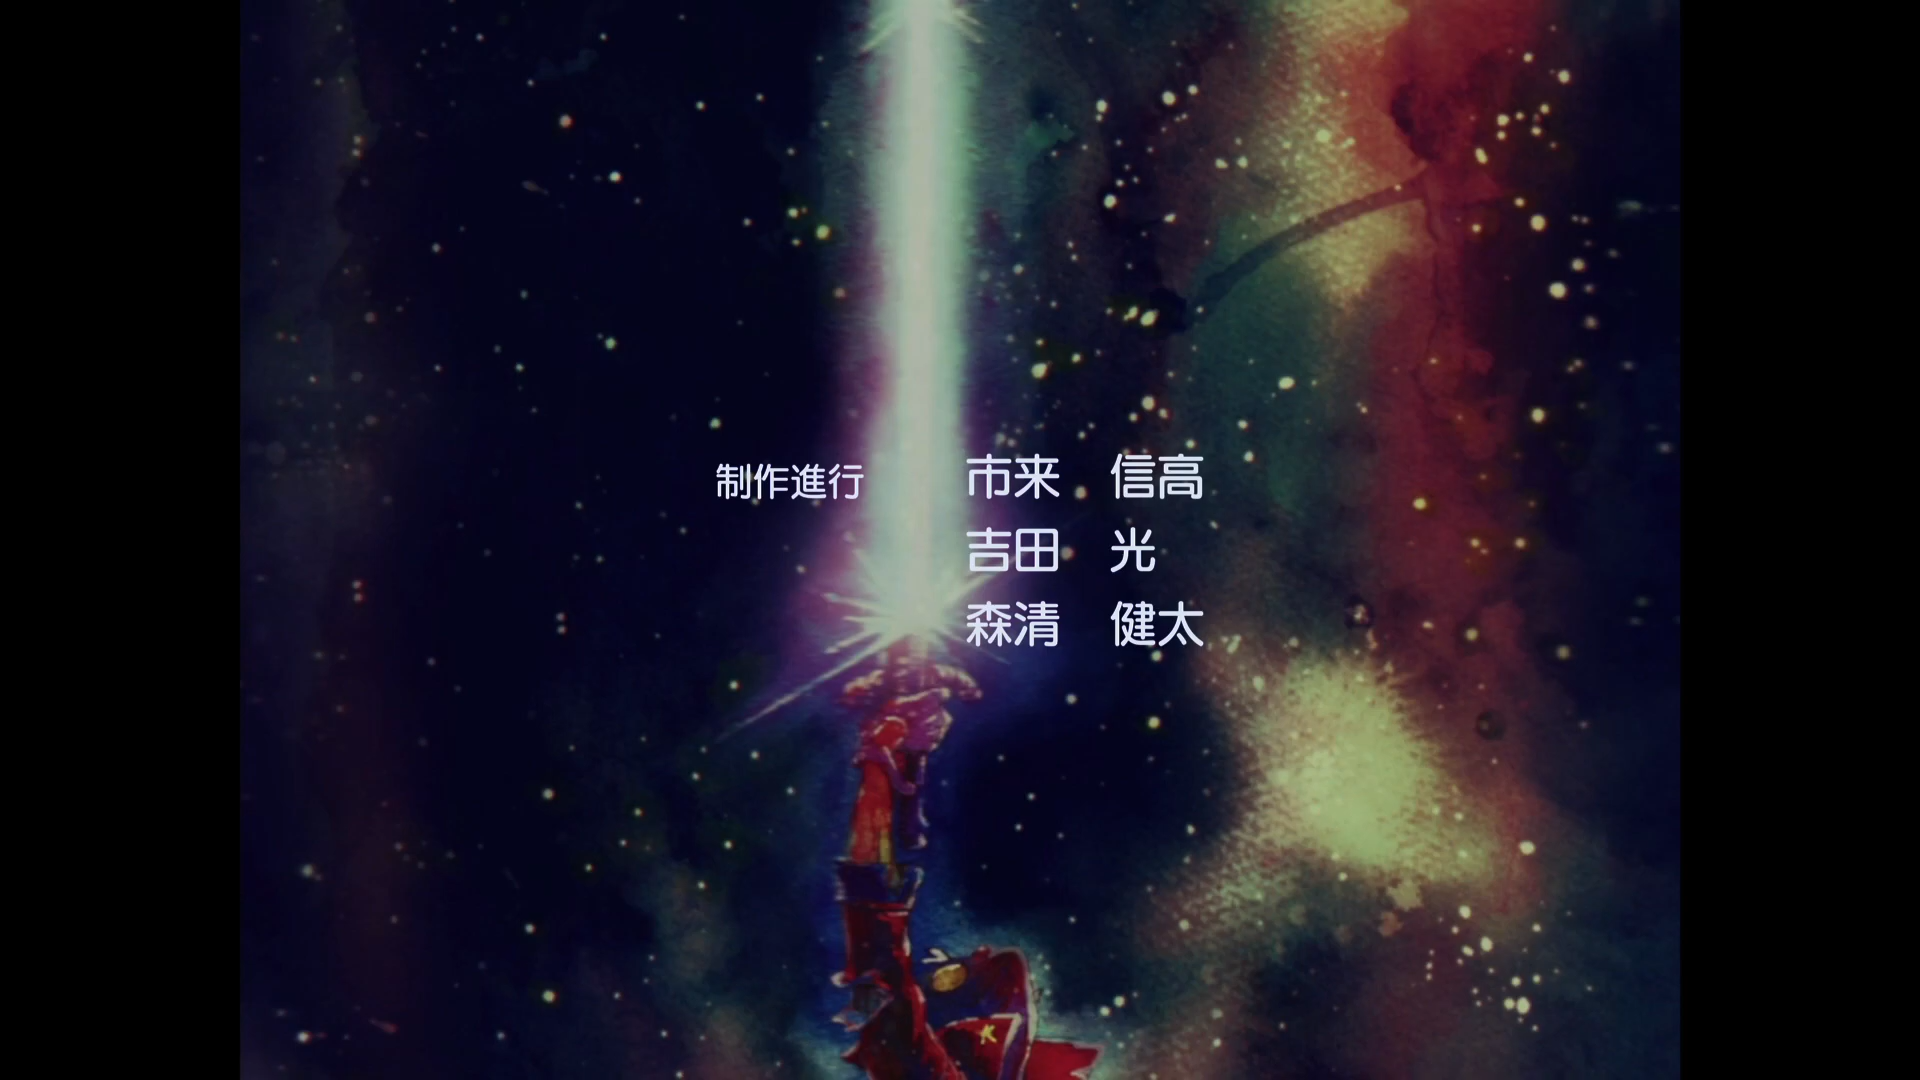 制作進行　市来　信高
吉田　光
森清　健太